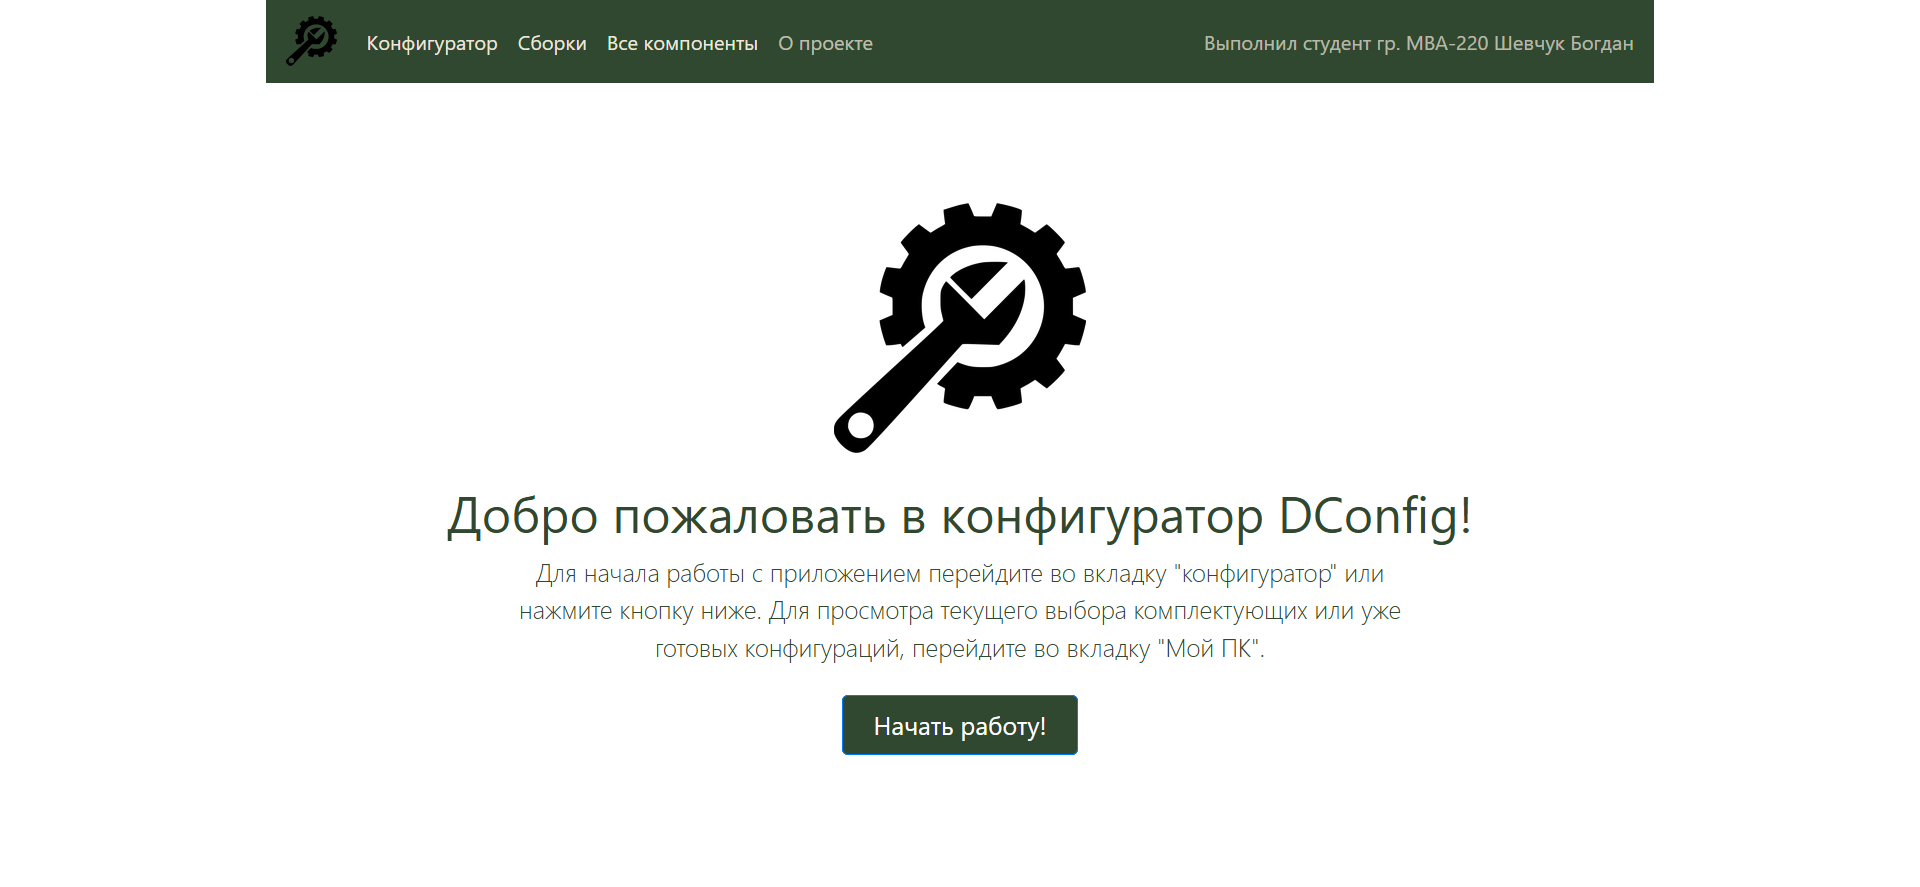 Конфигуратор Сборки Все компоненты О проекте Выполнил студент гр. МВА-220 Шевчук Богдан
Добро пожаловать в конфигуратор DConfig!
Для начала работы с приложением перейдите во вкладку "конфигуратор" или
нажмите кнопку ниже. Для просмотра текущего выбора комплектующих или уже
готовых конфигураций, перейдите во вкладку "Мой ПК".
Начать работу!